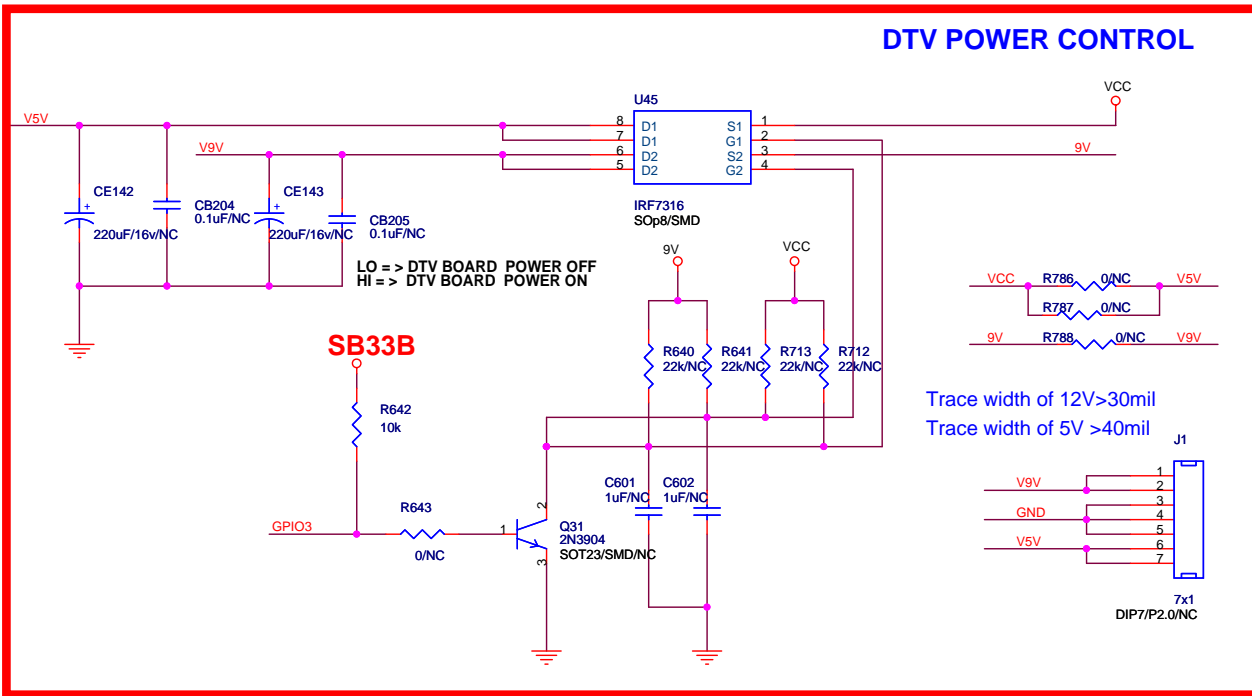 DTV POWER CONTROL
VCC
U45
V5V
8 D1 S1 1
7 D1 G1 2
V9V
6 D2 S2 3
9V
5 D2 G2 4
CE142
220uF/16v/NC
CB204
0.1uF/NC
CE143
220uF/16v/NC
CB205
0.1uF/NC
IRF7316
SOp8/SMD
LO = > DTV BOARD POWER OFF
HI = > DTV BOARD POWER ON
9V
VCC
VCC R786 0/NC V5V
R787 0/NC
9V R788 0/NC V9V
SB33B
R640
22k/NC
R641
22k/NC
R713
22k/NC
R712
22k/NC
R642
10k
Trace width of 12V>30mil
Trace width of 5V >40mil
J1
C601
1uF/NC
C602
1uF/NC
GPIO3
R643
0/NC
1
2
3
Q31
2N3904
SOT23/SMD/NC
V9V
GND
V5V
1
2
3
4
5
6
7
7x1
DIP7/P2.0/NC